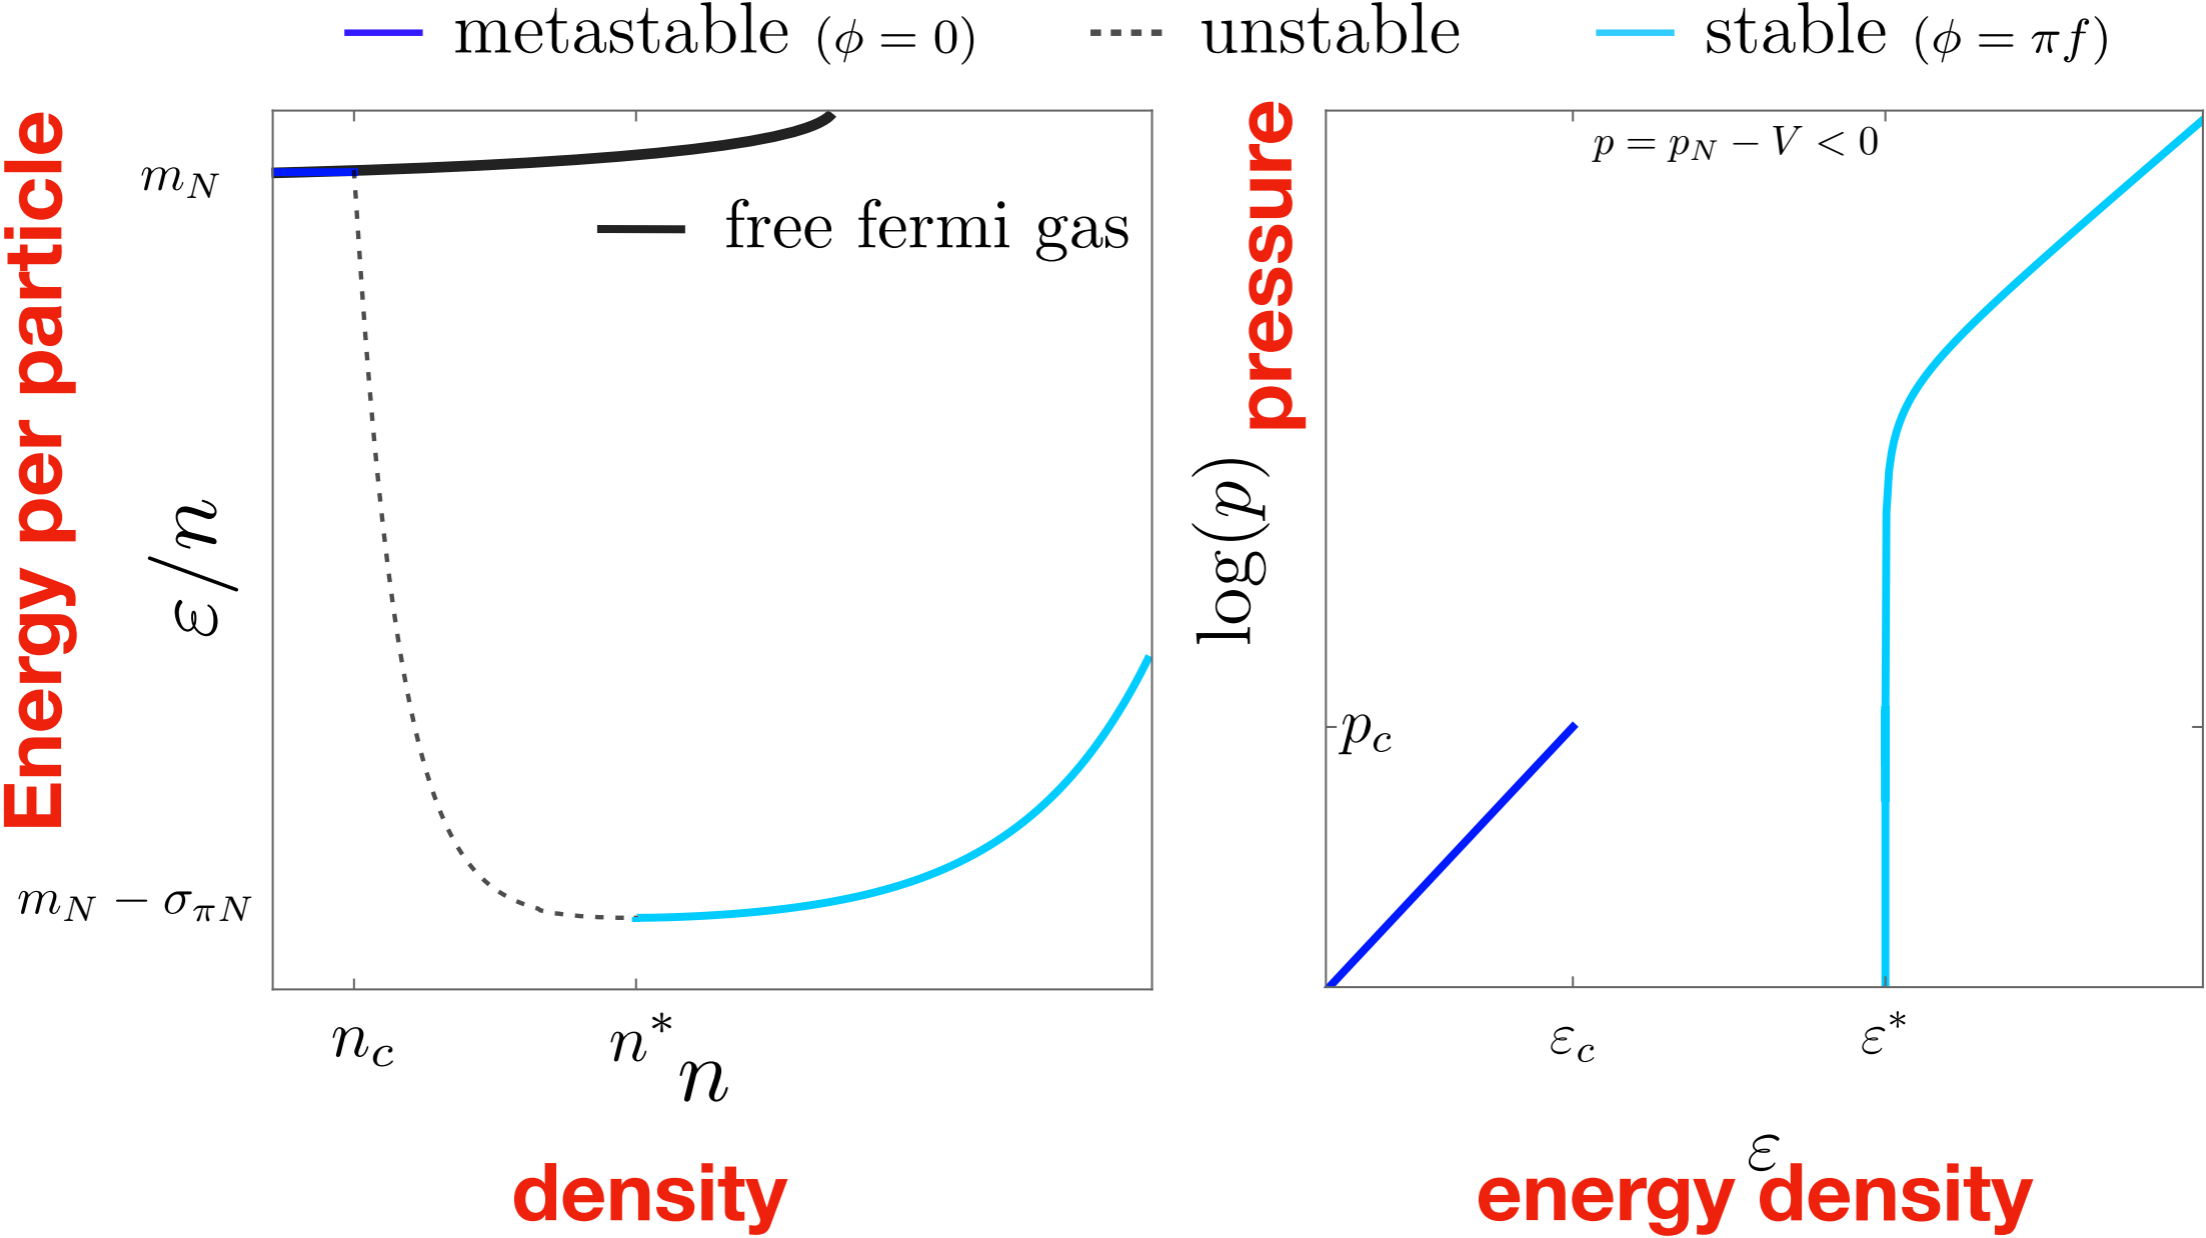 metastable (ϕ = 0)
unstable
stable (ϕ = πf)
Energy per particle
ε/n
m_N
m_N − σ_πN
free fermi gas
n_c
n*
n
density
pressure
log(p)
p = p_N − V < 0
p_c
ε_c
ε*
ε
energy density